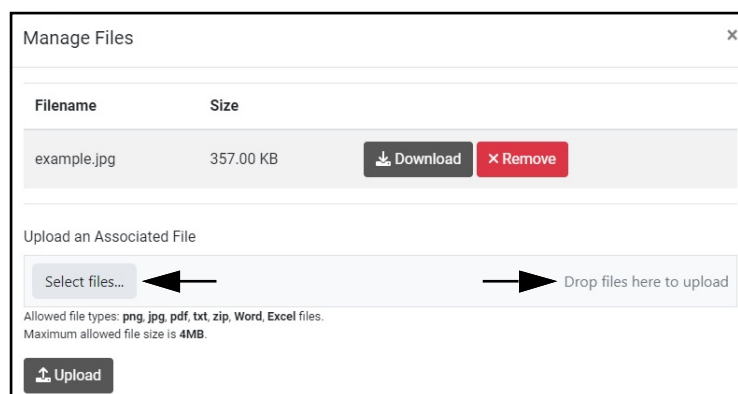 Manage Files ×
Filename Size
example.jpg 357.00 KB Download × Remove
Upload an Associated File
Select files... Drop files here to upload
Allowed file types: png, jpg, pdf, txt, zip, Word, Excel files.
Maximum allowed file size is 4MB.
Upload